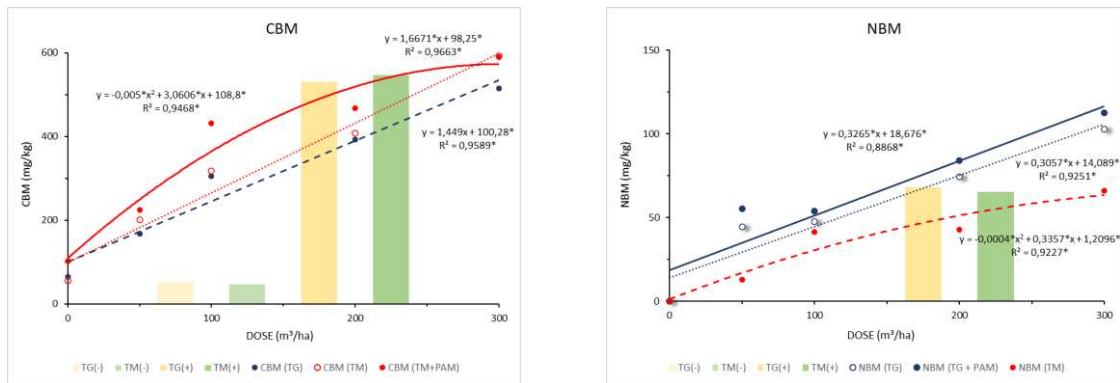 CBM
600
500
400
300
200
100
0
CBM (mg/kg)
y = 1,6671*x + 98,25*
R² = 0,9663*
y = -0,005*x² + 3,0606*x + 108,8*
R² = 0,9468*
y = 1,449x + 100,28*
R² = 0,9589*
0 100 200 300
DOSE (m³/ha)
TG(-) TM(-) TG(+) TM(+) CBM (TG) CBM (TM) CBM (TM+PAM)
NBM
150
100
50
0
NBM (mg/kg)
y = 0,3265*x + 18,676*
R² = 0,8868*
y = 0,3057*x + 14,089*
R² = 0,9251*
y = -0,0004*x² + 0,3357*x + 1,2096*
R² = 0,9227*
0 100 200 300
DOSE (m³/ha)
TG(-) TM(-) TG(+) TM(+) NBM (TG) NBM (TG + PAM) NBM (TM)